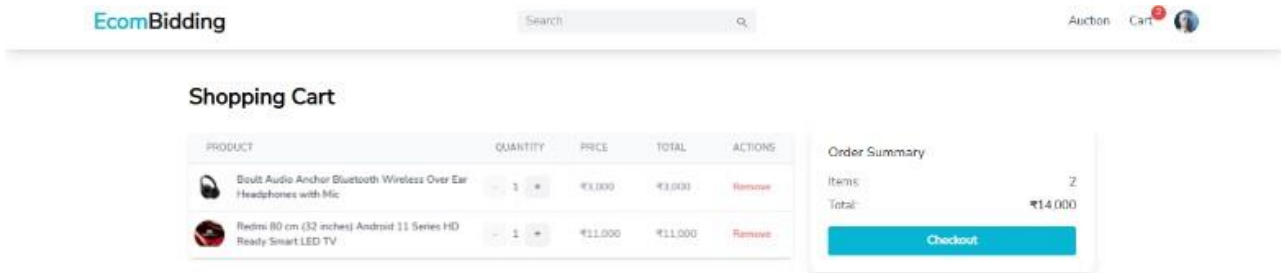 EcomBidding
Search
Auction Cart 2
Shopping Cart
PRODUCT QUANTITY PRICE TOTAL ACTIONS
Boult Audio Anchor Bluetooth Wireless Over Ear
Headphones with Mic
- 1 + ₹3,000 ₹3,000 Remove
Redmi 80 cm (32 inches) Android 11 Series HD
Ready Smart LED TV
- 1 + ₹11,000 ₹11,000 Remove
Order Summary
Items: 2
Total: ₹14,000
Checkout